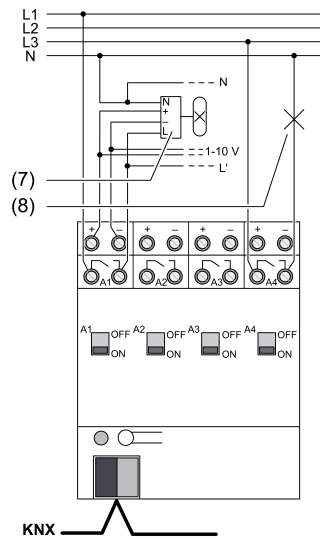 L1
L2
L3
N
N
N
+
–
L
1-10 V
L'
(7)
(8)
+ – + – + – + –
A1 A2 A3 A4
A1 OFF A2 OFF A3 OFF A4 OFF
ON ON ON ON
KNX